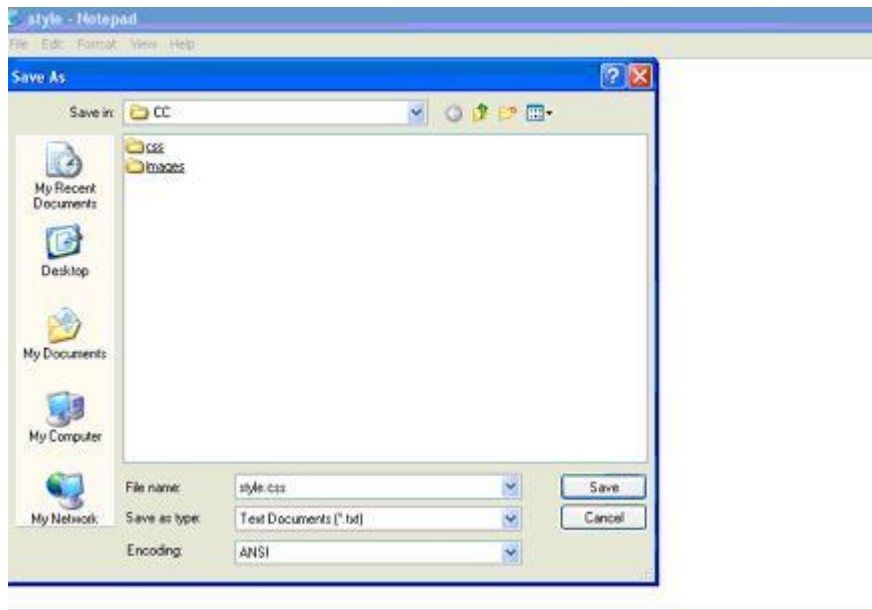 style - Notepad
File Edit Format View Help
Save As
Save in: CC
css
images
My Recent
Documents
Desktop
My Documents
My Computer
My Network
File name: style.css
Save as type: Text Documents (*.txt)
Encoding: ANSI
Save
Cancel